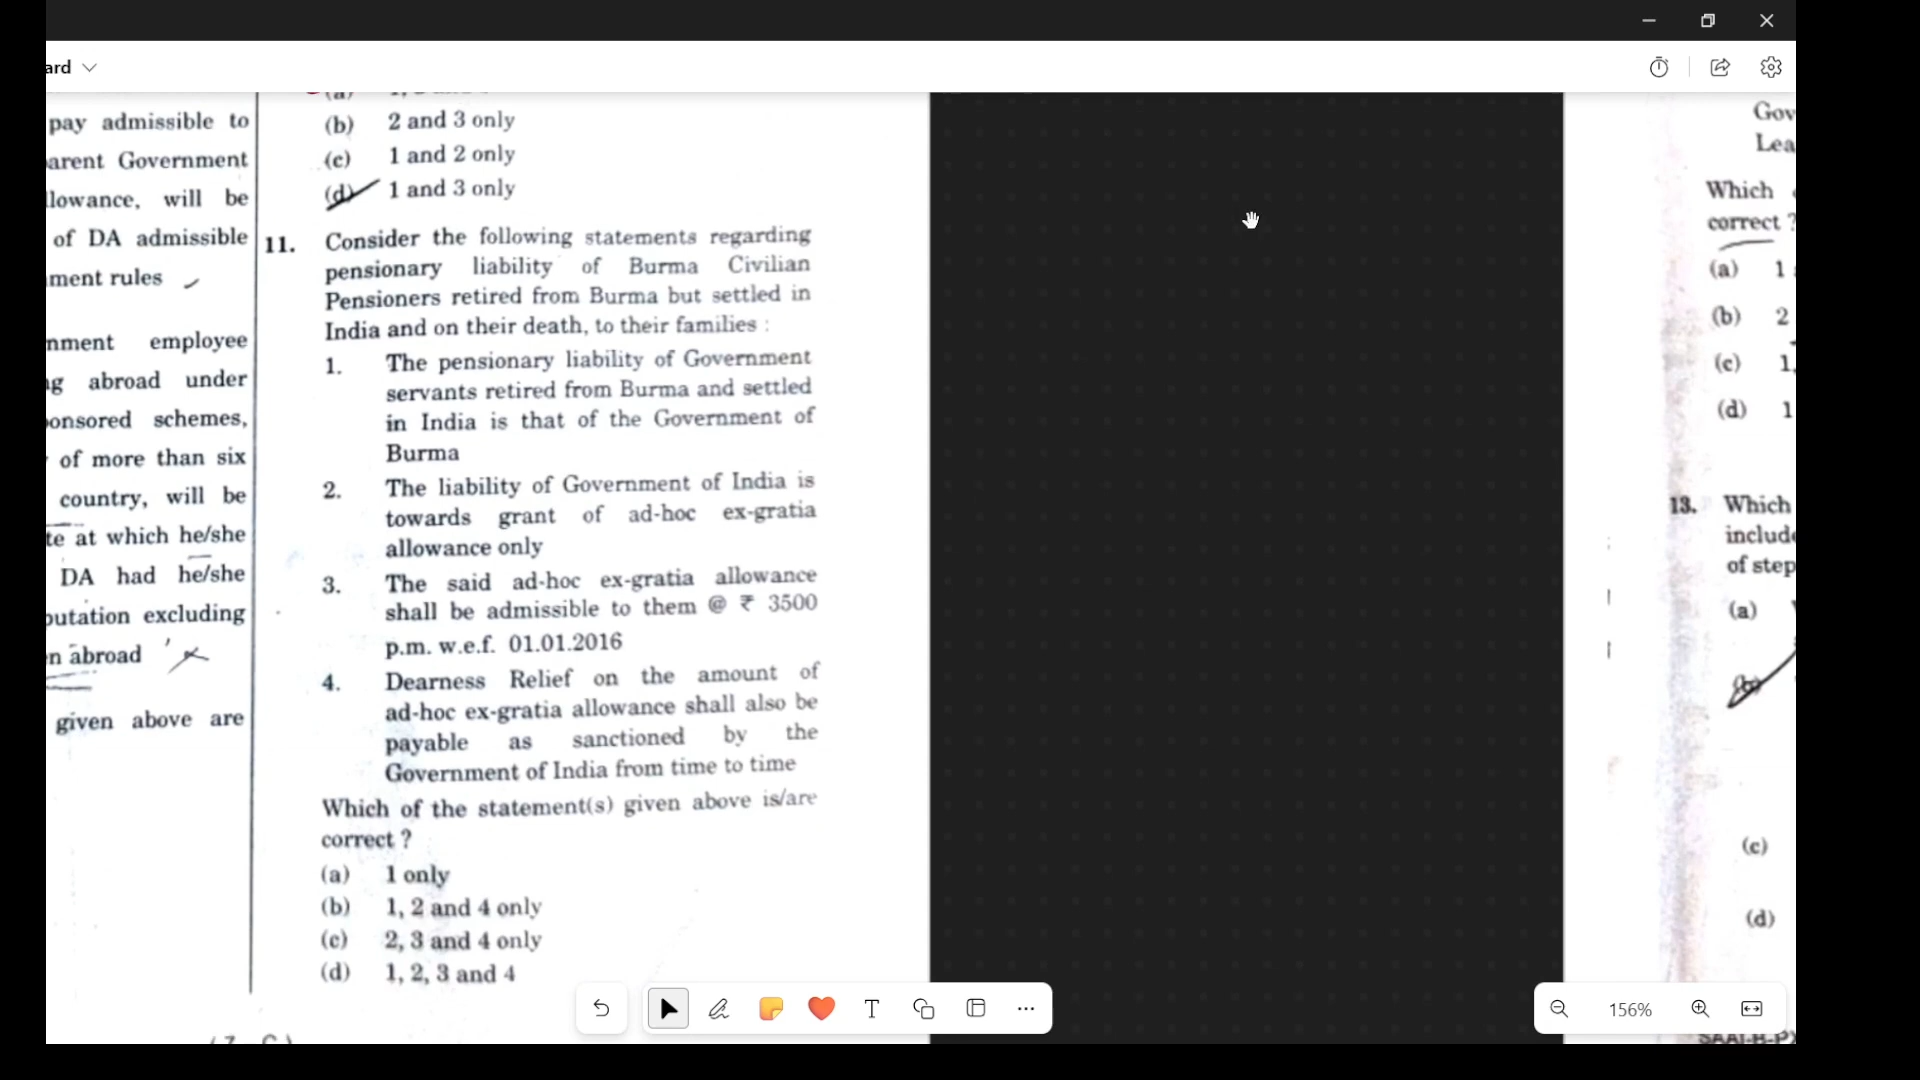 ard
pay admissible to
arent Government
llowance, will be
of DA admissible
ment rules
nment employee
g abroad under
onsored schemes,
of more than six
country, will be
te at which he/she
DA had he/she
putation excluding
n abroad
given above are
(b) 2 and 3 only
(c) 1 and 2 only
(d) 1 and 3 only
11. Consider the following statements regarding
pensionary liability of Burma Civilian
Pensioners retired from Burma but settled in
India and on their death, to their families :
1. The pensionary liability of Government
servants retired from Burma and settled
in India is that of the Government of
Burma
2. The liability of Government of India is
towards grant of ad-hoc ex-gratia
allowance only
3. The said ad-hoc ex-gratia allowance
shall be admissible to them @ ₹ 3500
p.m. w.e.f. 01.01.2016
4. Dearness Relief on the amount of
ad-hoc ex-gratia allowance shall also be
payable as sanctioned by the
Government of India from time to time
Which of the statement(s) given above is/are
correct ?
(a) 1 only
(b) 1, 2 and 4 only
(c) 2, 3 and 4 only
(d) 1, 2, 3 and 4
Gov
Lea
Which
correct ?
(a) 1
(b) 2
(c) 1,
(d) 1
13. Which
include
of step
(a)
(c)
(d)
T
156%